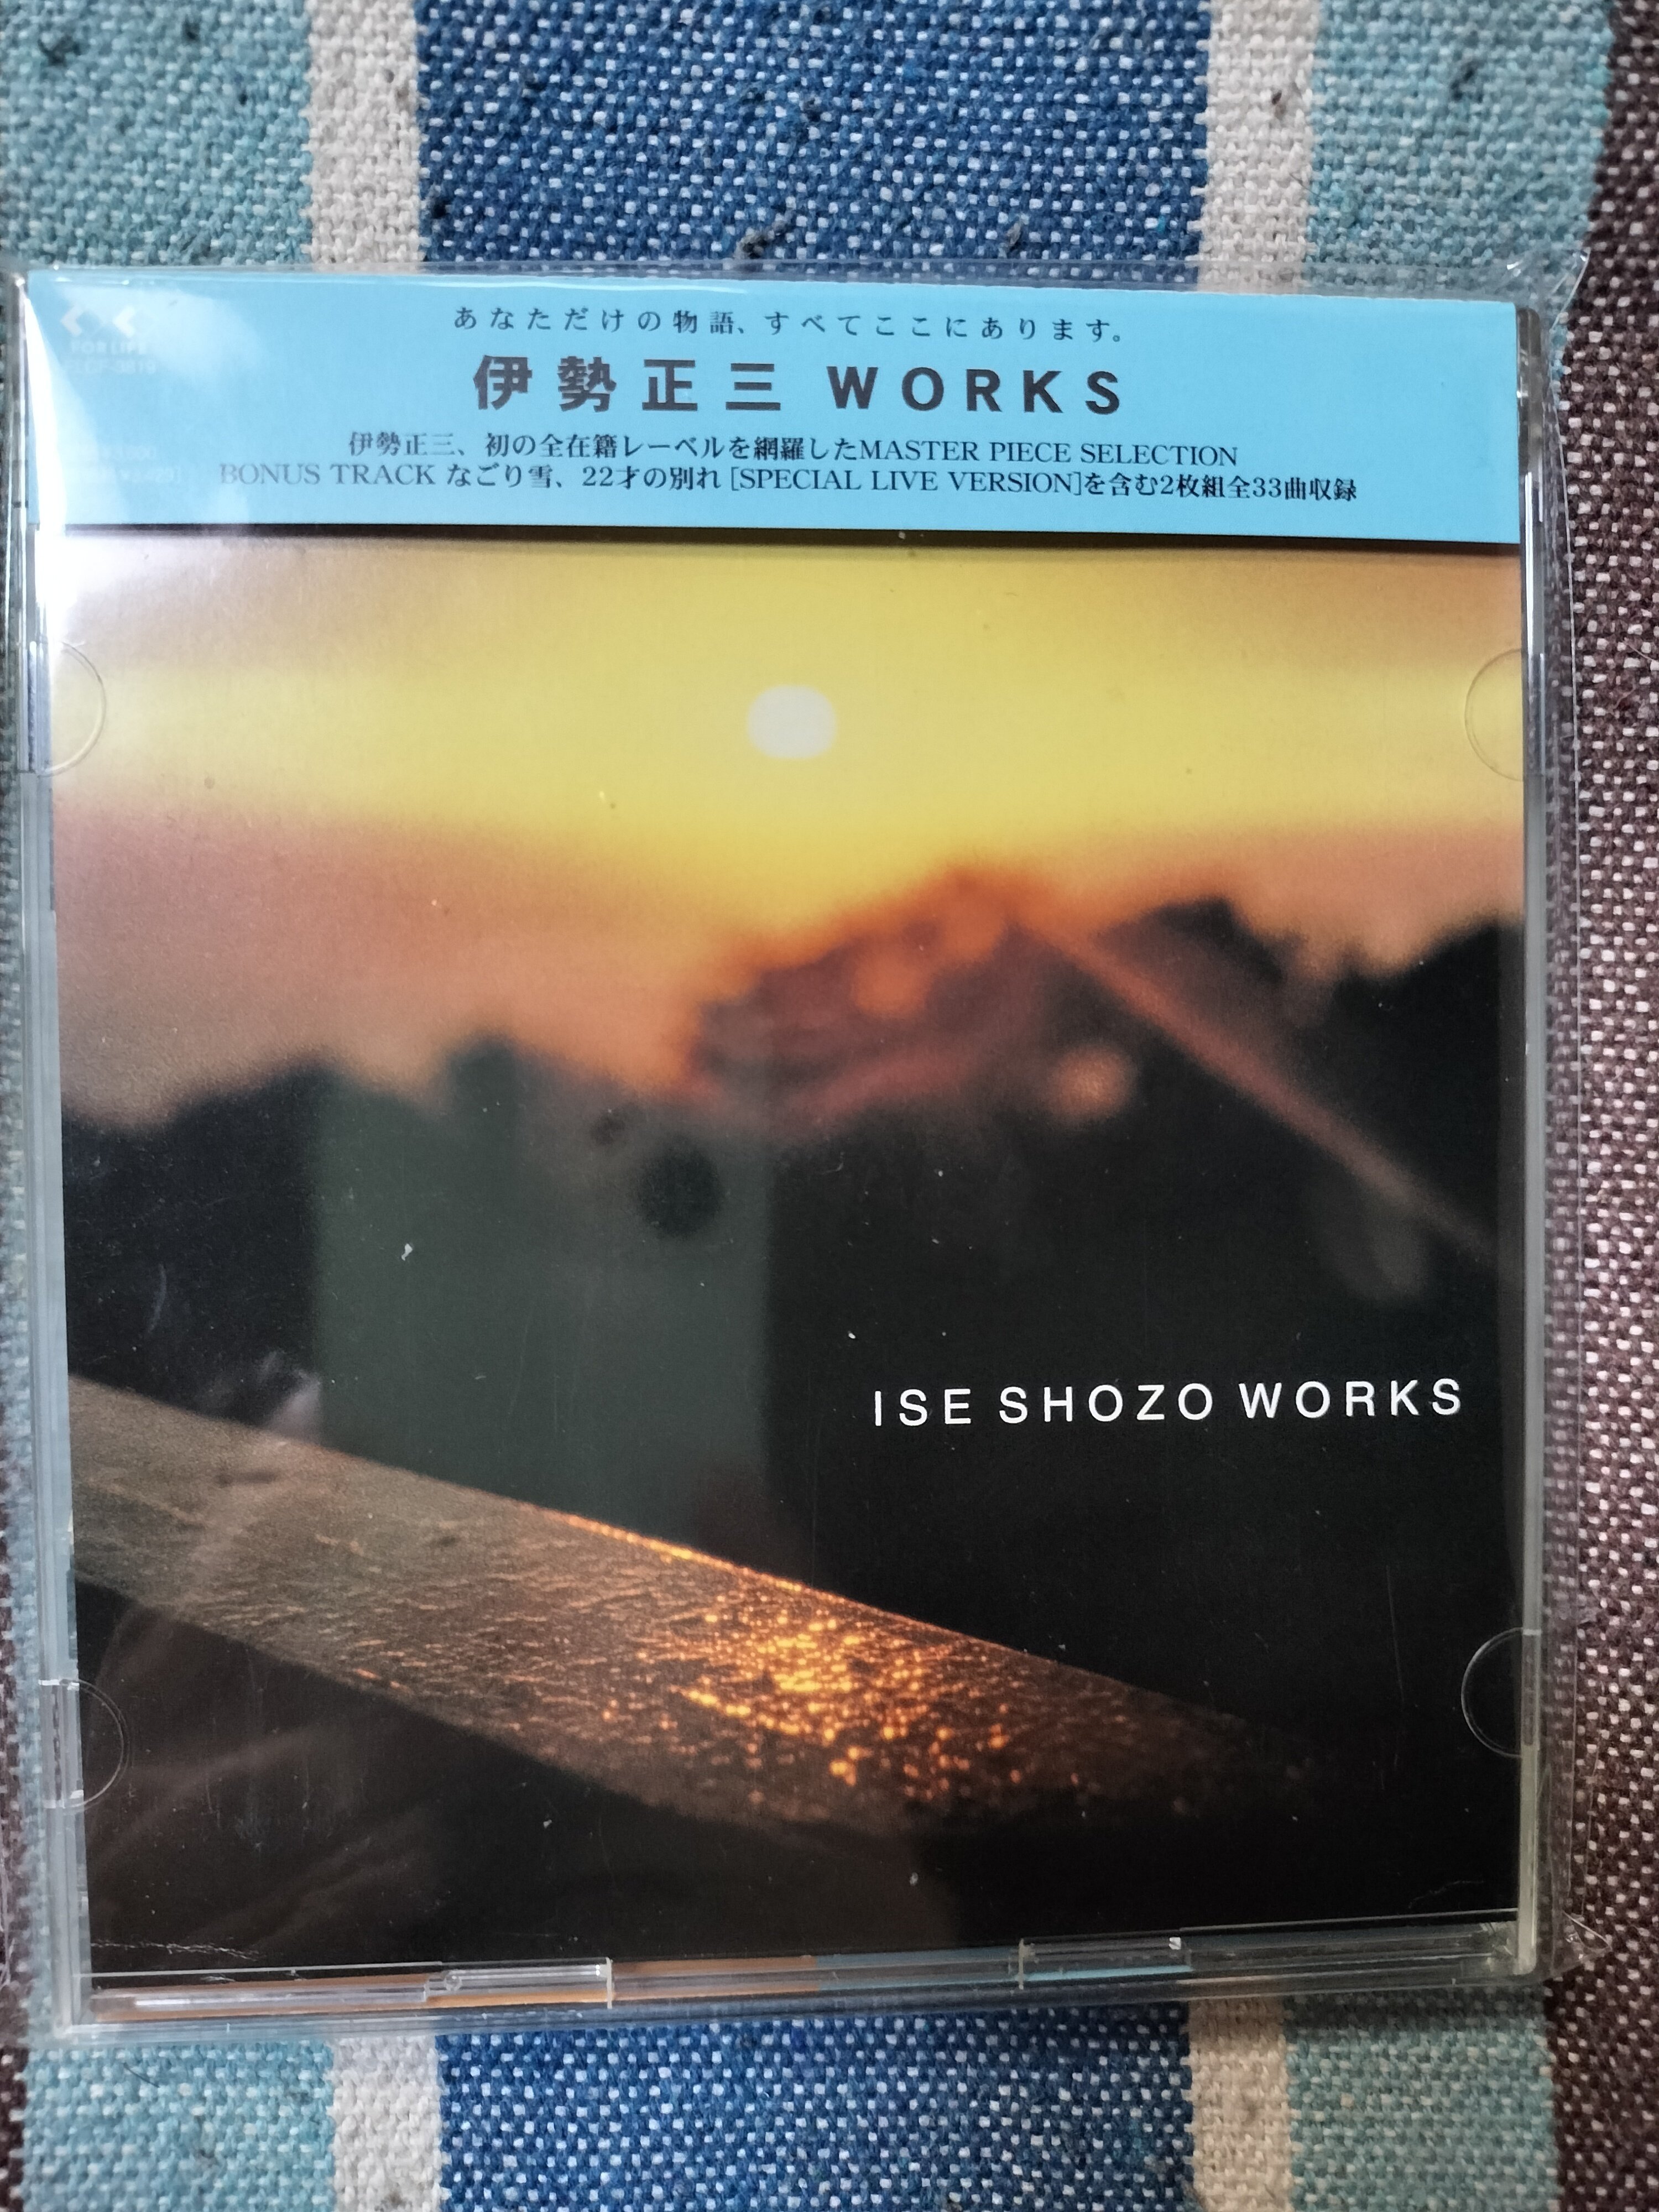 FOR LIFE
あなただけの物語、すべてここにあります。
伊勢正三 WORKS
伊勢正三、初の全在籍レーベルを網羅したMASTER PIECE SELECTION
BONUS TRACK なごり雪、22才の別れ [SPECIAL LIVE VERSION]を含む2枚組全33曲収録
ISE SHOZO WORKS